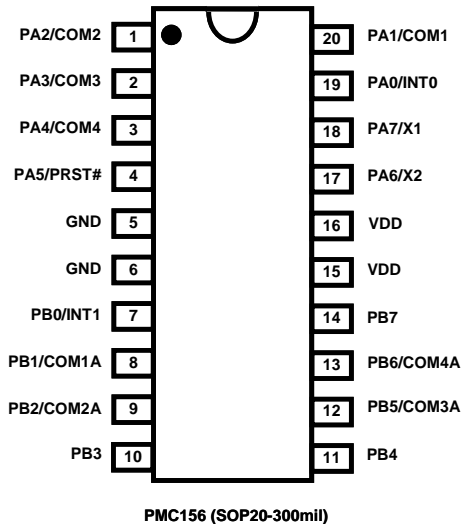 PA2/COM2 1 20 PA1/COM1
PA3/COM3 2 19 PA0/INT0
PA4/COM4 3 18 PA7/X1
PA5/PRST# 4 17 PA6/X2
GND 5 16 VDD
GND 6 15 VDD
PB0/INT1 7 14 PB7
PB1/COM1A 8 13 PB6/COM4A
PB2/COM2A 9 12 PB5/COM3A
PB3 10 11 PB4
PMC156 (SOP20-300mil)